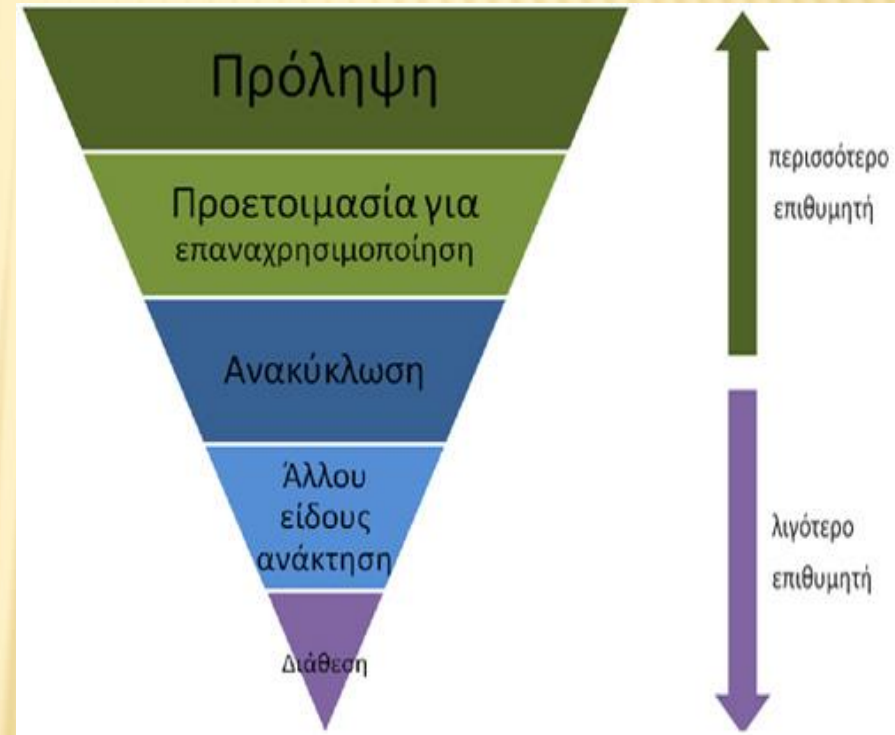 Πρόληψη
Προετοιμασία για
επαναχρησιμοποίηση
Ανακύκλωση
Άλλου
είδους
ανάκτηση
Διάθεση
περισσότερο
επιθυμητή
λιγότερο
επιθυμητή